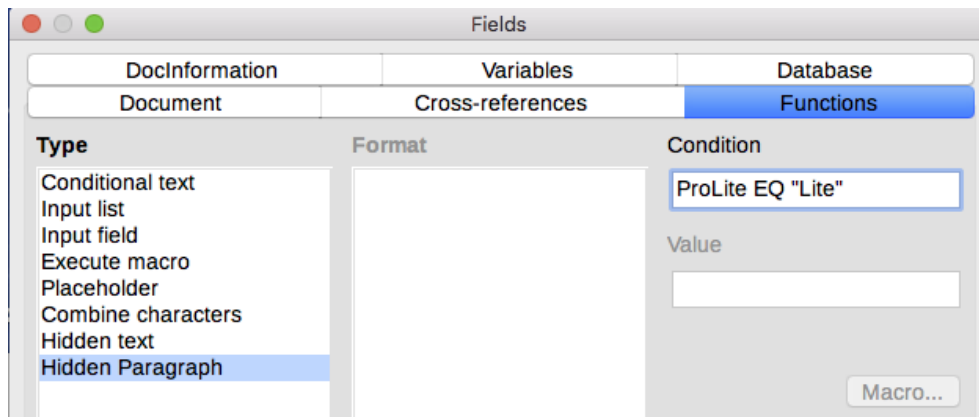 Fields
DocInformation Variables Database
Document Cross-references Functions
Type Format Condition
Conditional text
Input list
Input field
Execute macro
Placeholder
Combine characters
Hidden text
Hidden Paragraph
ProLite EQ "Lite"
Value
Macro...